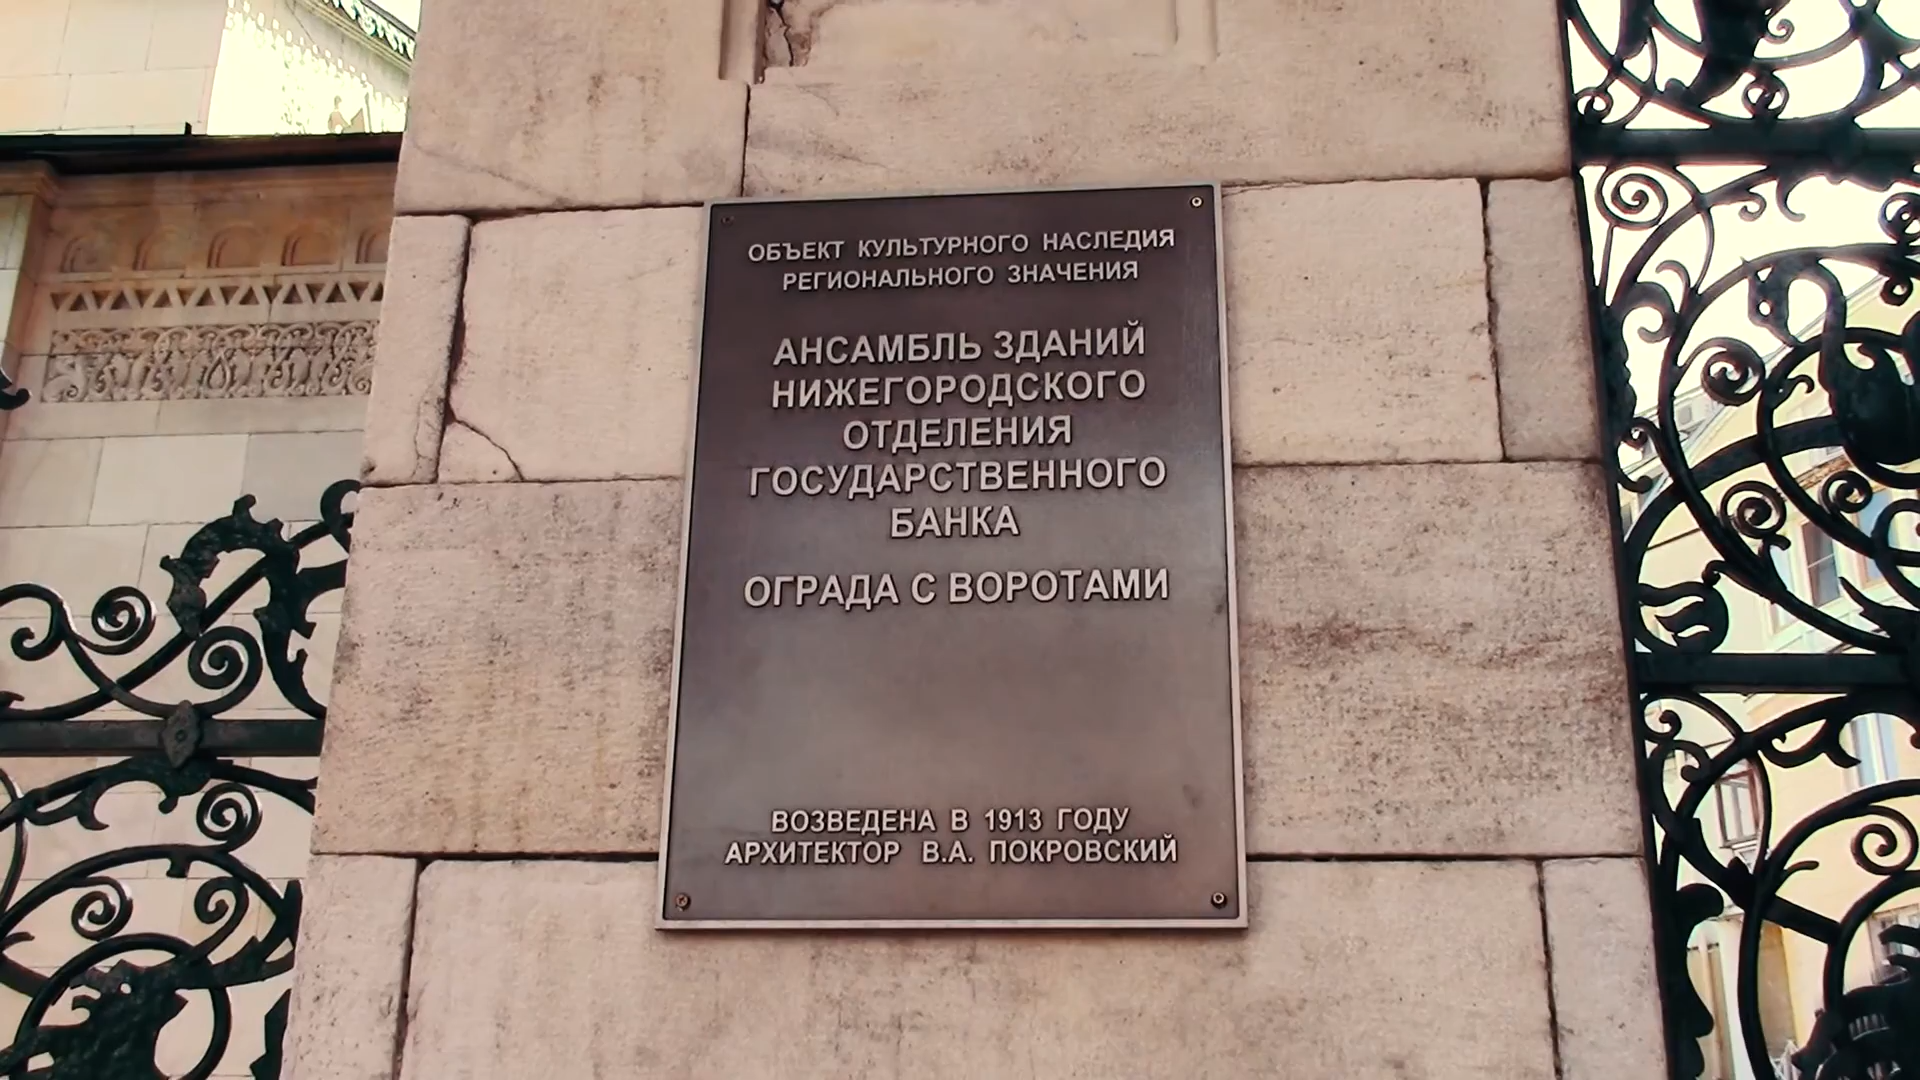 ОБЪЕКТ КУЛЬТУРНОГО НАСЛЕДИЯ
РЕГИОНАЛЬНОГО ЗНАЧЕНИЯ
АНСАМБЛЬ ЗДАНИЙ
НИЖЕГОРОДСКОГО
ОТДЕЛЕНИЯ
ГОСУДАРСТВЕННОГО
БАНКА
ОГРАДА С ВОРОТАМИ
ВОЗВЕДЕНА В 1913 ГОДУ
АРХИТЕКТОР В.А. ПОКРОВСКИЙ